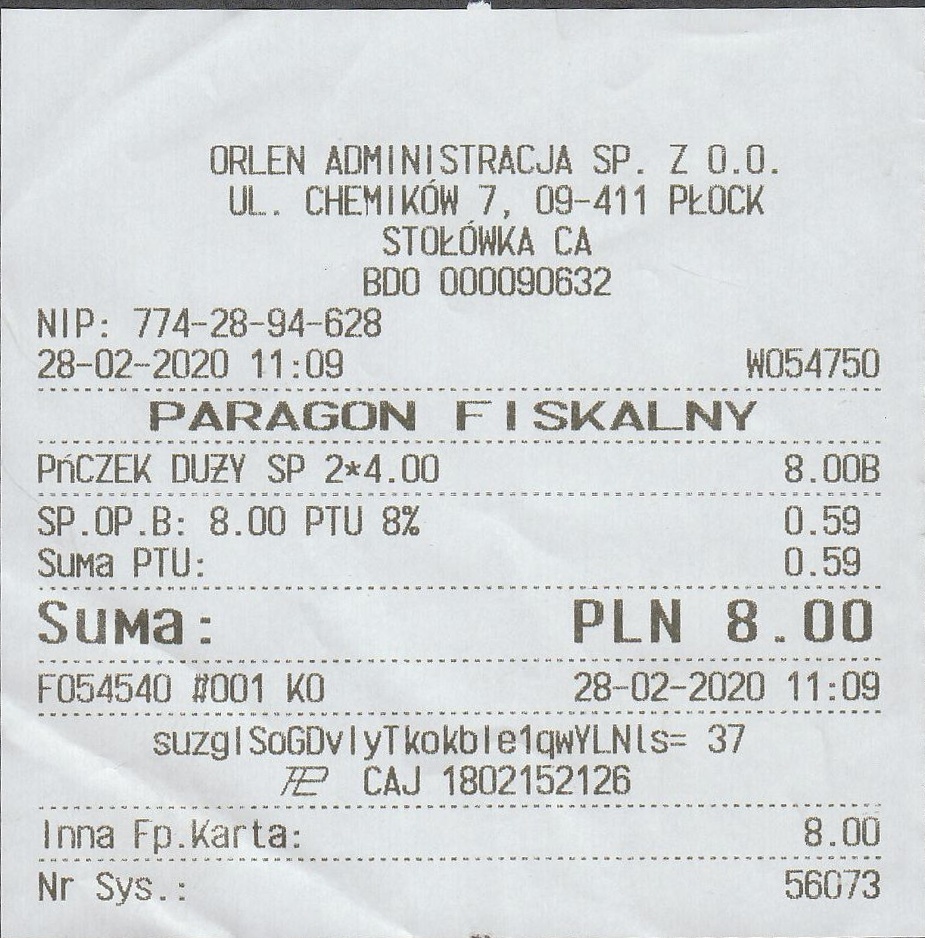 ORLEN ADMINISTRACJA SP. Z O.O.
UL. CHEMIKÓW 7, 09-411 PŁOCK
STOŁÓWKA CA
BDO 000090632
NIP: 774-28-94-628
28-02-2020 11:09 W054750
PARAGON FISKALNY
PńCZEK DUŻY SP 2*4.00 8.00B
SP.OP.B: 8.00 PTU 8% 0.59
Suma PTU: 0.59
Suma: PLN 8.00
F054540 #001 KO 28-02-2020 11:09
suzglSoGDvlyTkokble1qwYLNls= 37
CAJ 1802152126
Inna Fp.Karta: 8.00
Nr Sys.: 56073